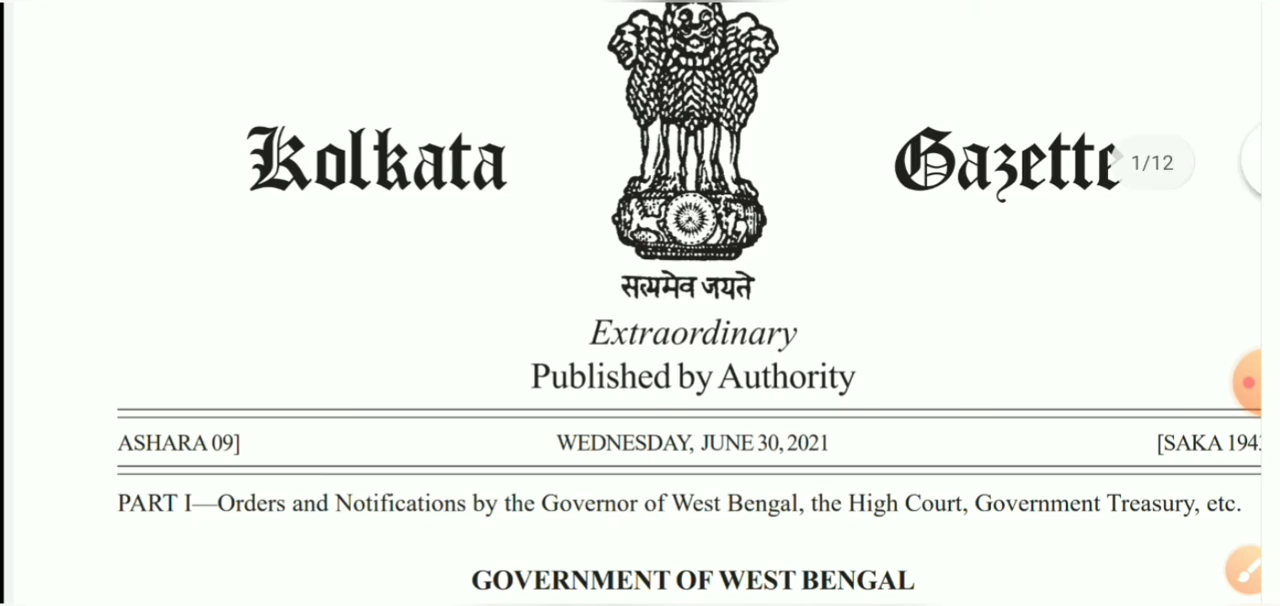 Kolkata Gazette
1/12
सत्यमेव जयते
Extraordinary
Published by Authority
ASHARA 09] WEDNESDAY, JUNE 30, 2021 [SAKA
PART I—Orders and Notifications by the Governor of West Bengal, the High Court, Government Treasury, etc.
GOVERNMENT OF WEST BENGAL